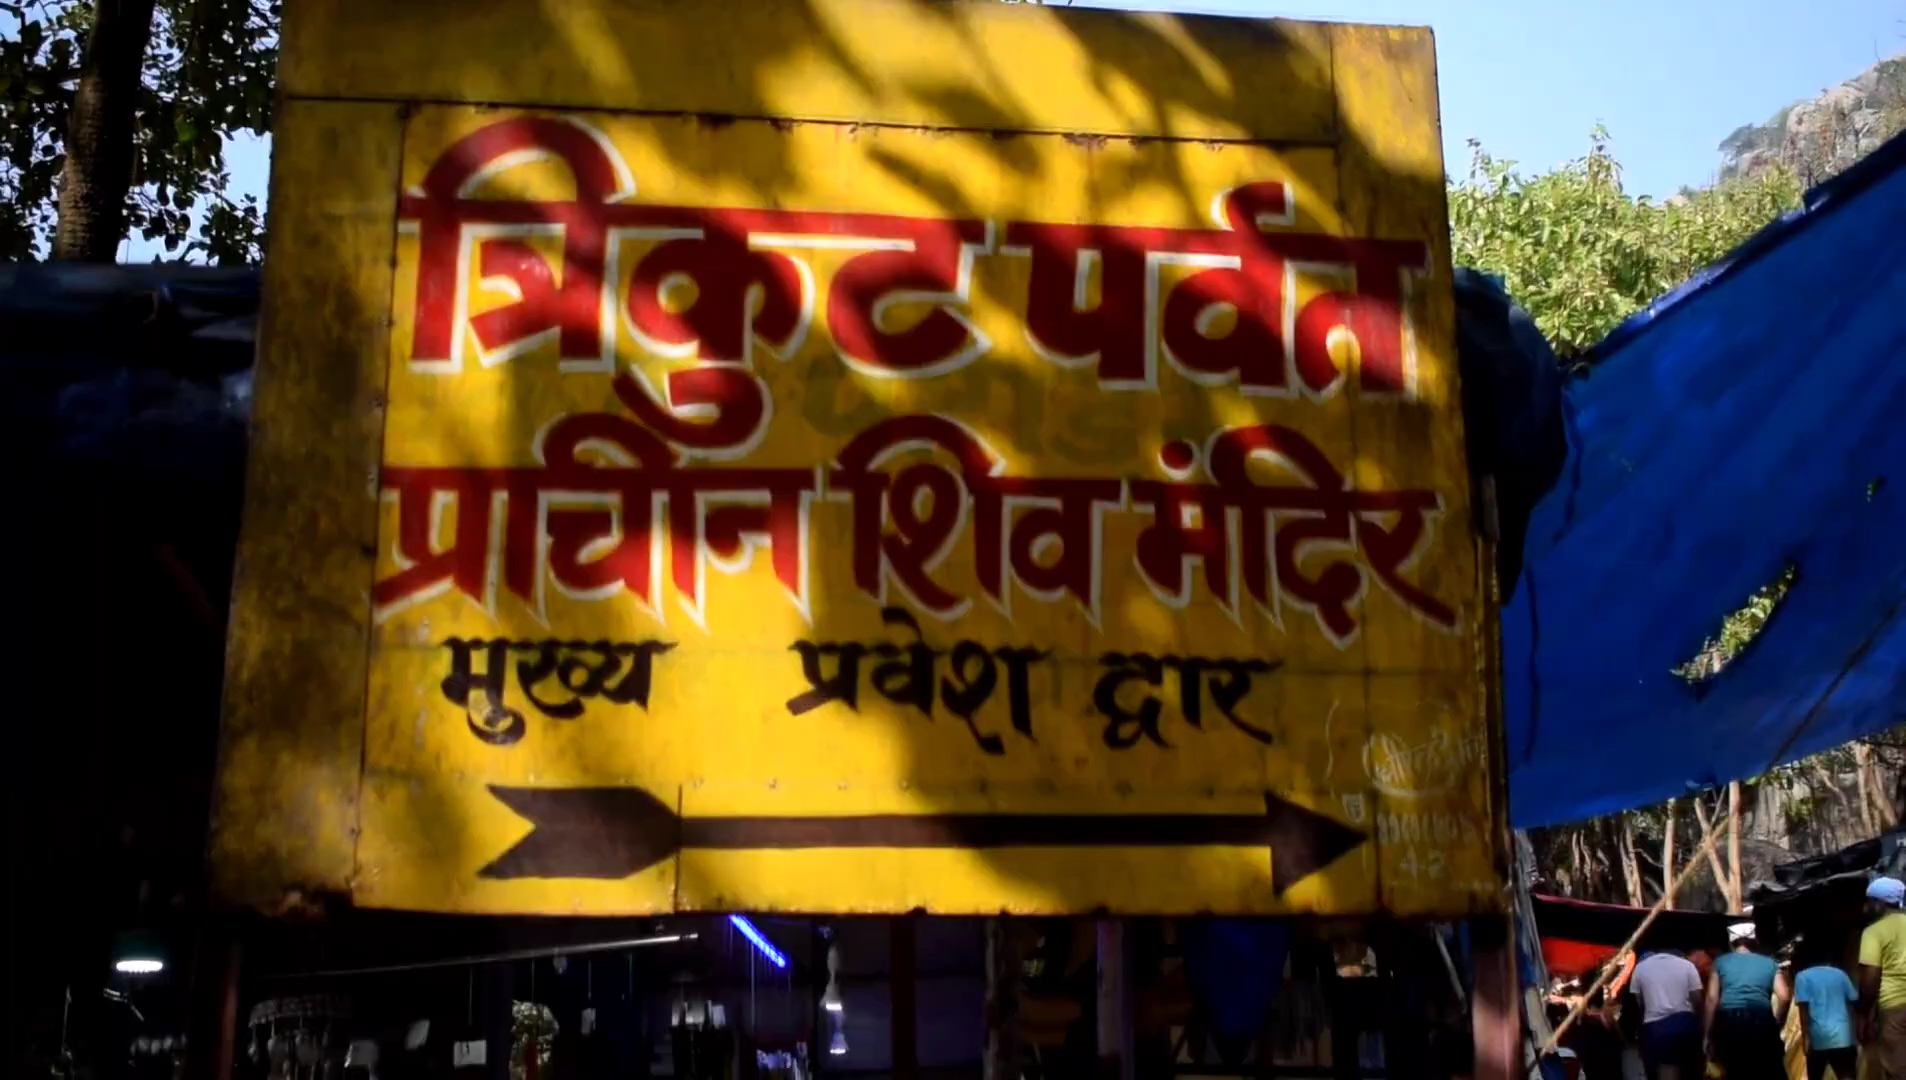 त्रिकुट पर्वत
प्राचीन शिव मंदिर
मुख्य प्रवेश द्वार